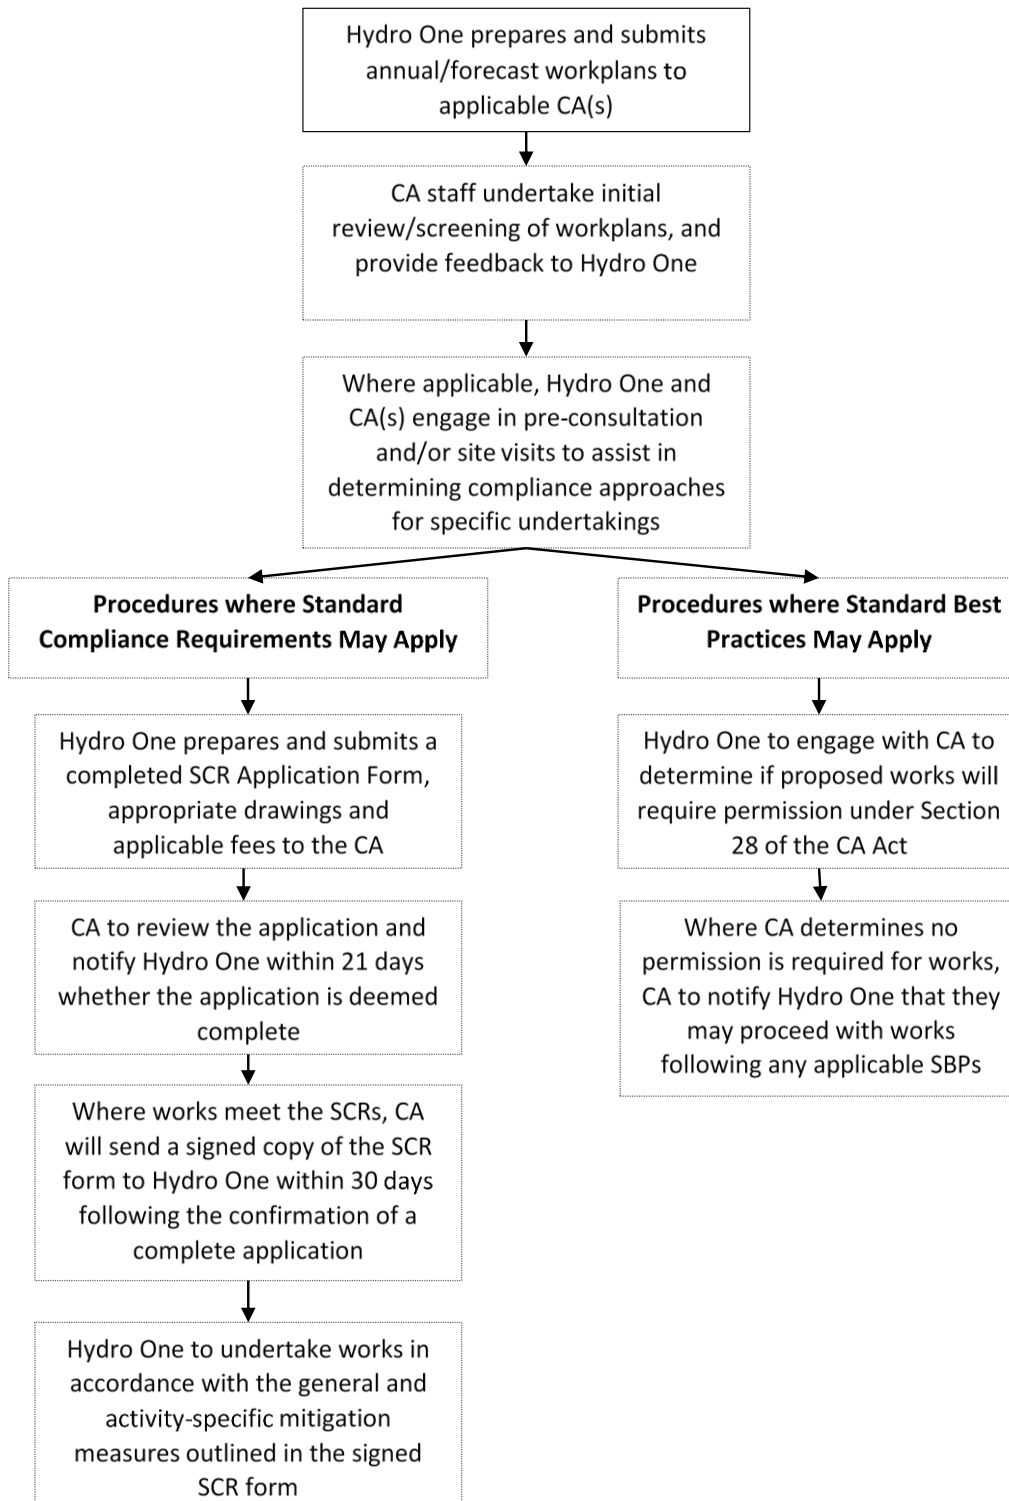 Hydro One prepares and submits
annual/forecast workplans to
applicable CA(s)
CA staff undertake initial
review/screening of workplans, and
provide feedback to Hydro One
Where applicable, Hydro One and
CA(s) engage in pre-consultation
and/or site visits to assist in
determining compliance approaches
for specific undertakings
Procedures where Standard
Compliance Requirements May Apply
Hydro One prepares and submits a
completed SCR Application Form,
appropriate drawings and
applicable fees to the CA
CA to review the application and
notify Hydro One within 21 days
whether the application is deemed
complete
Where works meet the SCRs, CA
will send a signed copy of the SCR
form to Hydro One within 30 days
following the confirmation of a
complete application
Hydro One to undertake works in
accordance with the general and
activity-specific mitigation
measures outlined in the signed
SCR form
Procedures where Standard Best
Practices May Apply
Hydro One to engage with CA to
determine if proposed works will
require permission under Section
28 of the CA Act
Where CA determines no
permission is required for works,
CA to notify Hydro One that they
may proceed with works
following any applicable SBPs